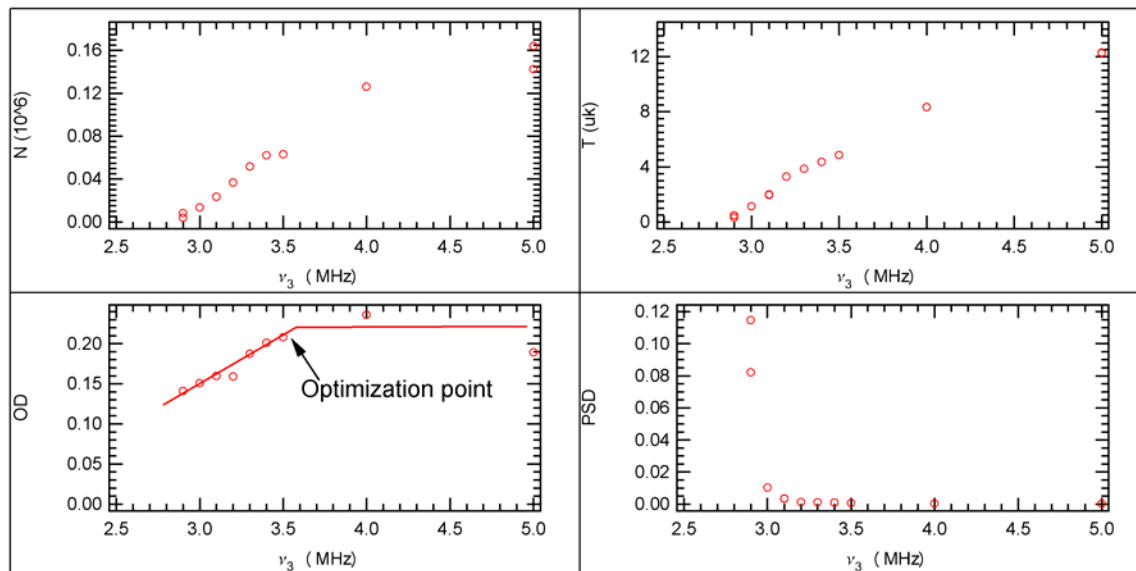 N (10^6)
0.16
0.12
0.08
0.04
0.00
2.5 3.0 3.5 4.0 4.5 5.0
ν3 ( MHz)
T (uk)
12
8
4
0
2.5 3.0 3.5 4.0 4.5 5.0
ν3 ( MHz)
OD
0.20
0.15
0.10
0.05
0.00
Optimization point
2.5 3.0 3.5 4.0 4.5 5.0
ν3 ( MHz)
PSD
0.12
0.10
0.08
0.06
0.04
0.02
0.00
2.5 3.0 3.5 4.0 4.5 5.0
ν3 ( MHz)